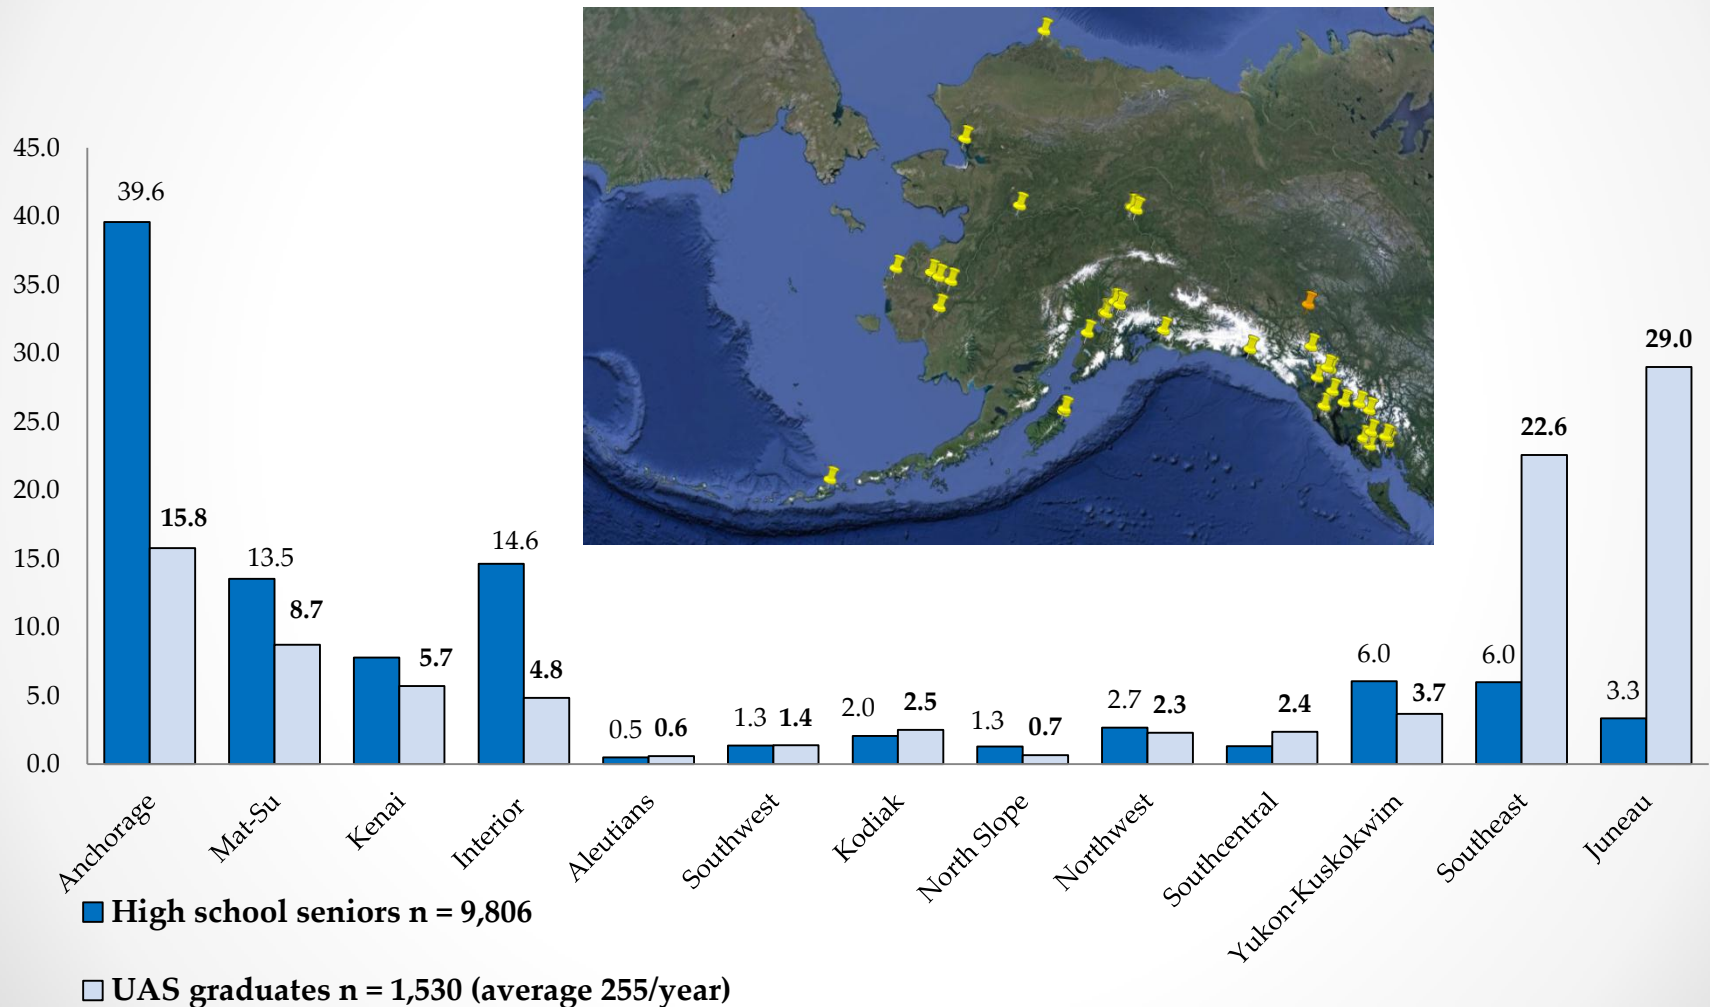 45.0
40.0
35.0
30.0
25.0
20.0
15.0
10.0
5.0
0.0
39.6
15.8
13.5
8.7
5.7
14.6
4.8
0.5
0.6
1.3
1.4
2.0
2.5
1.3
0.7
2.7
2.3
2.4
6.0
3.7
6.0
22.6
3.3
29.0
Anchorage
Mat-Su
Kenai
Interior
Aleutians
Southwest
Kodiak
North Slope
Northwest
Southcentral
Yukon-Kuskokwim
Southeast
Juneau
High school seniors n = 9,806
UAS graduates n = 1,530 (average 255/year)